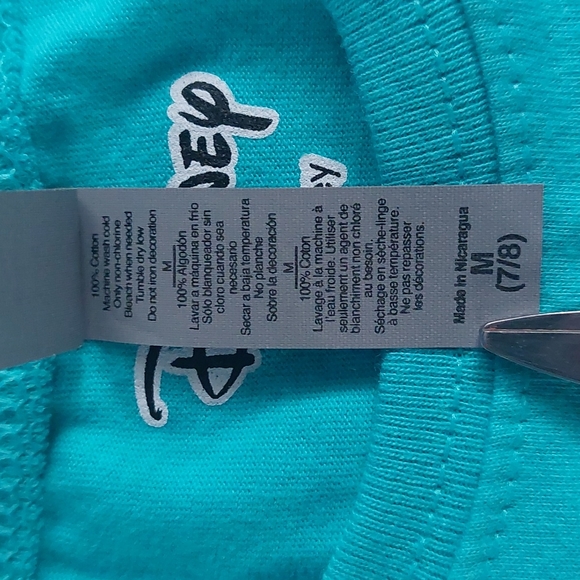 100% Cotton
Machine wash cold
Only non-chlorine
Bleach when needed
Tumble dry low
Do not iron decoration
M
100% Algodón
Lavar a máquina en frío
Sólo blanqueador sin
cloro cuando sea
necesario
Secar a baja temperatura
No planche
Sobre la decoración
M
100% Cotton
Lavage à la machine à
l'eau froide. Utiliser
seulement un agent de
blanchiment non chloré
au besoin.
Séchage en sèche-linge
à basse température.
Ne pas repasser
les décorations.
Made in Nicaragua
M
(7/8)